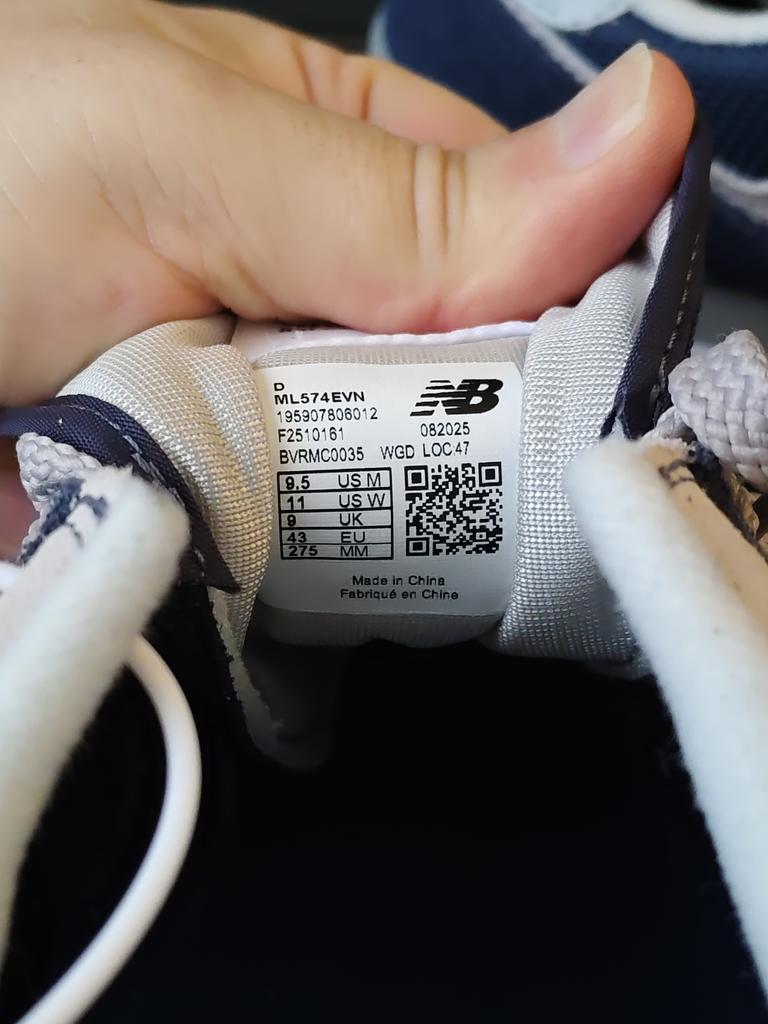 D
ML574EVN
195907806012
F2510161
BVRMC0035
NB
082025
WGD LOC:47
9.5 US M
11 US W
9 UK
43 EU
275 MM
Made in China
Fabriqué en Chine